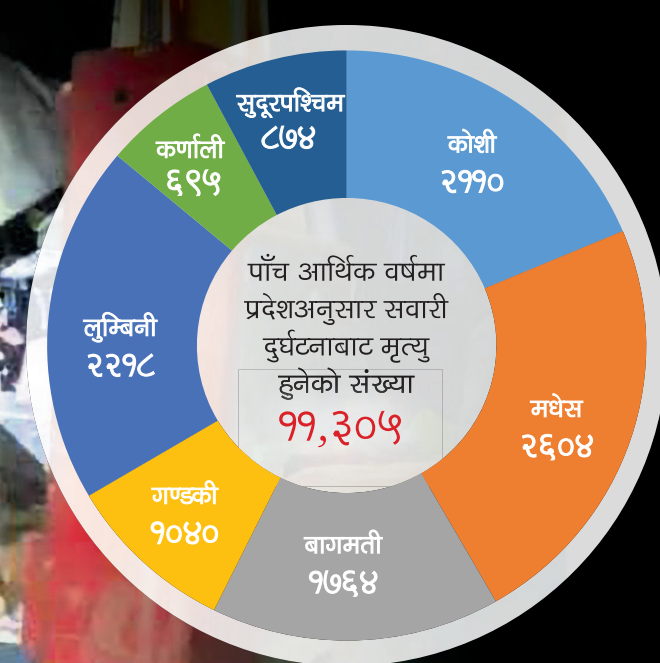 पाँच आर्थिक वर्षमा
प्रदेशअनुसार सवारी
दुर्घटनाबाट मृत्यु
हुनेको संख्या
११,३०५
कोशी
२११०
मधेस
२६०४
बागमती
१७६४
गण्डकी
१०४०
लुम्बिनी
२२१८
कर्णाली
६९५
सुदूरपश्चिम
८७४